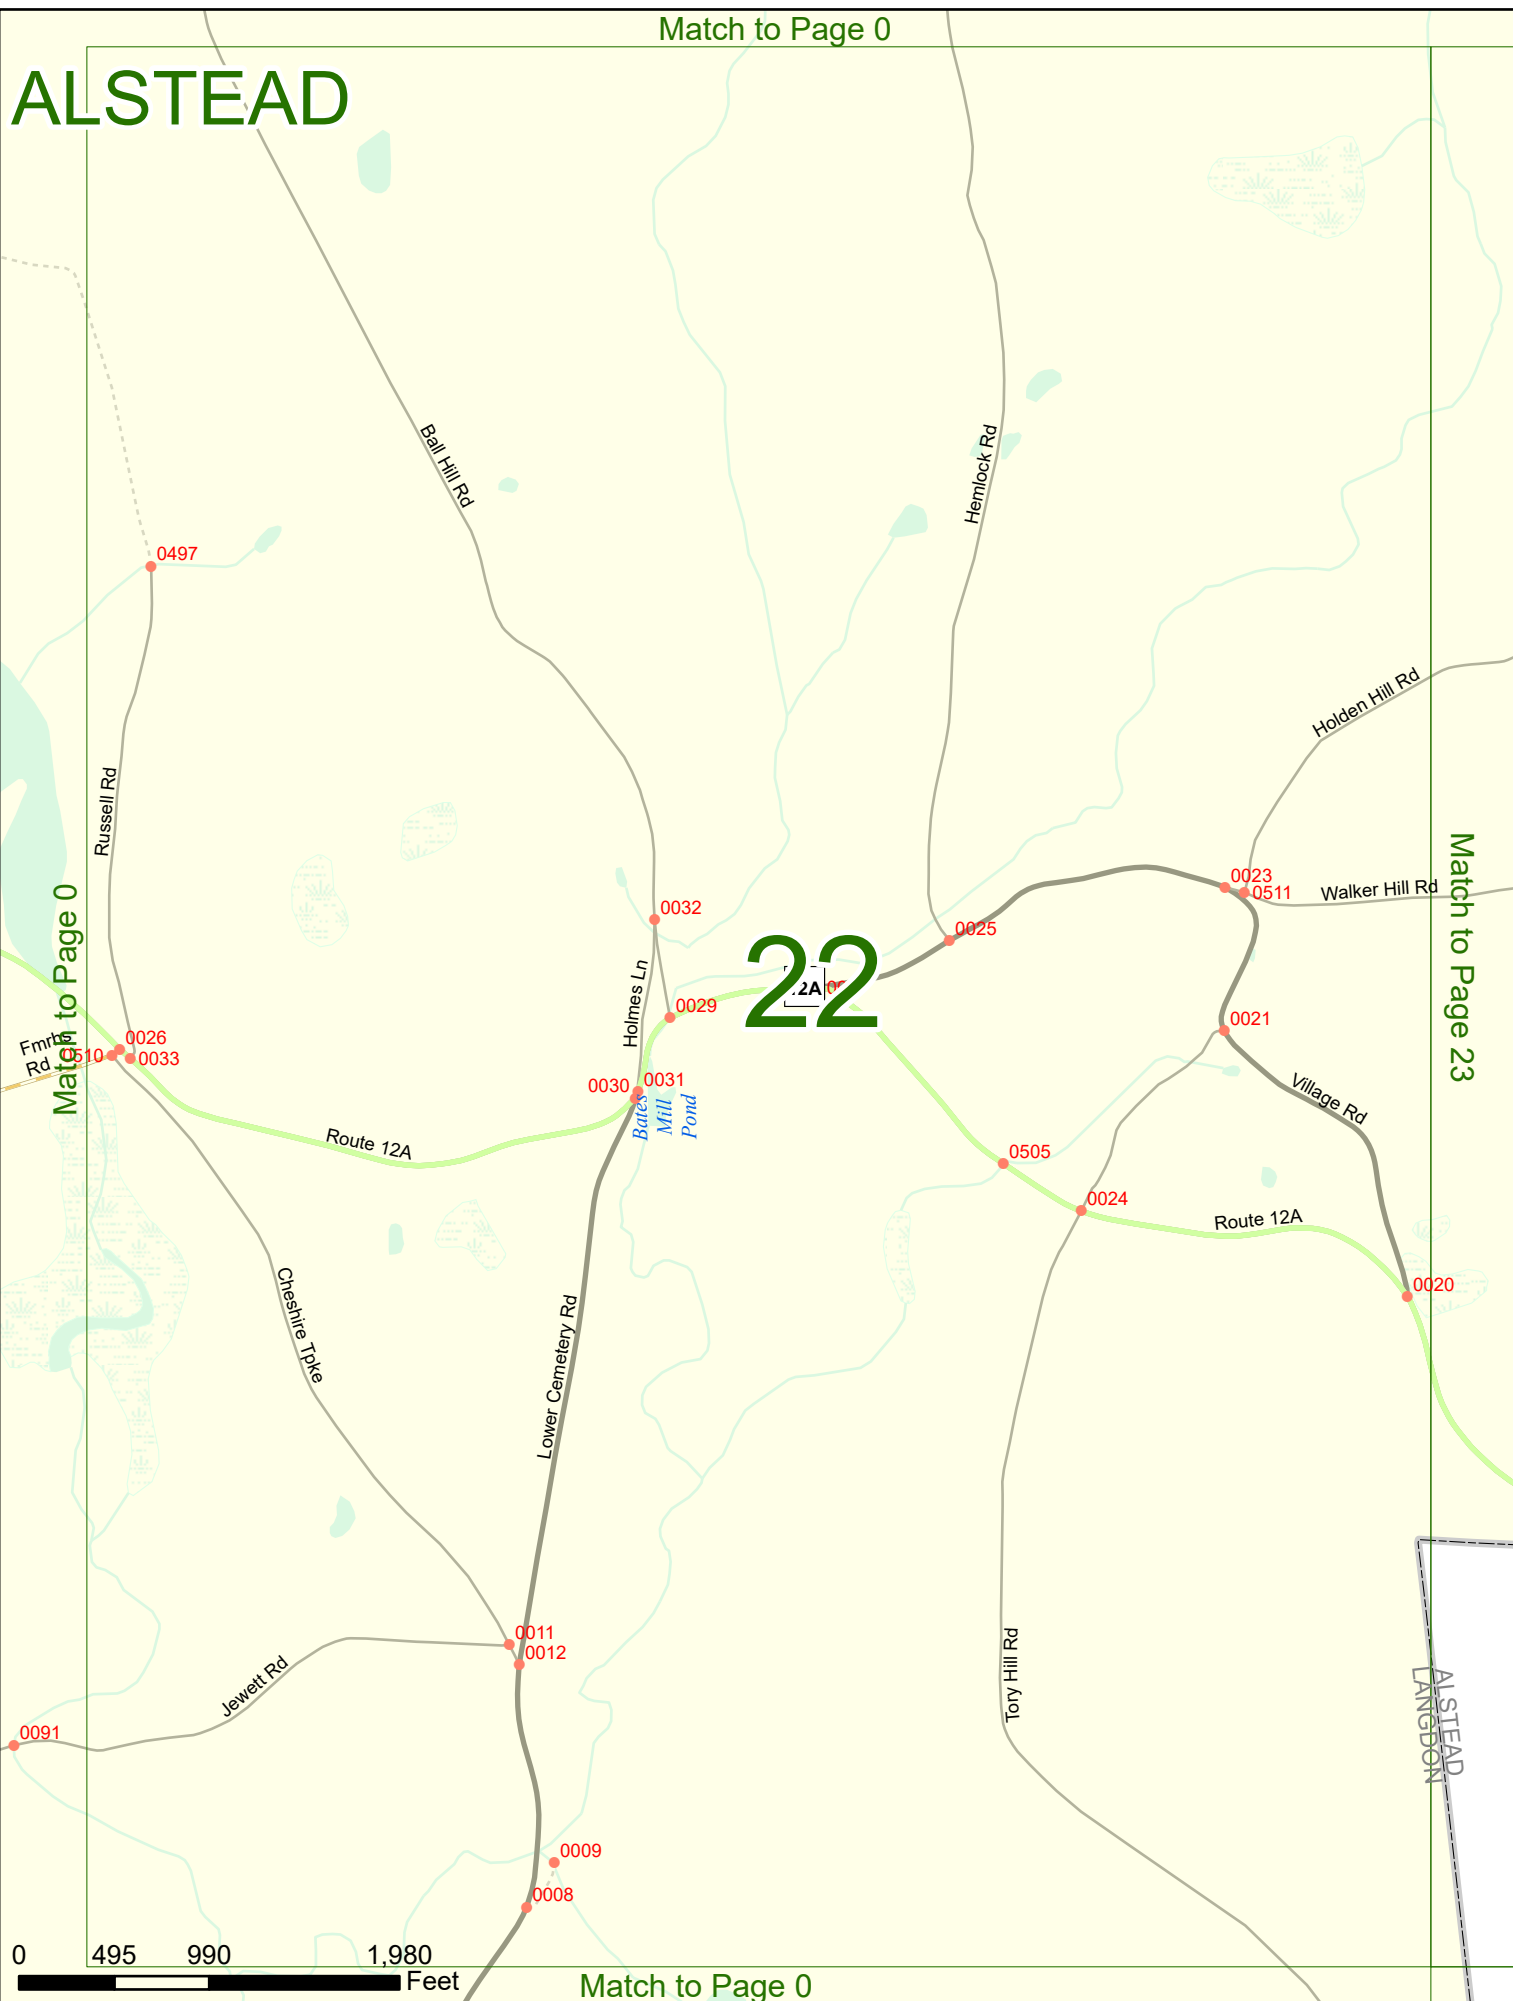 Match to Page 0
ALSTEAD
Ball Hill Rd
Hemlock Rd
0497
Holden Hill Rd
Russell Rd
Match to Page 23
0023
0511
Walker Hill Rd
0032
0025
22
2A
Holmes Ln
0029
Match to Page 0
0021
Fmrhs
Rd
0026
0510
0033
0030
0031
Bates
Mill
Pond
Village Rd
Route 12A
0505
0024
Route 12A
0020
Cheshire Tpke
Lower Cemetery Rd
0011
0012
Jewett Rd
Tory Hill Rd
ALSTEAD
LANGDON
0091
0009
0008
0 495 990 1,980
Feet
Match to Page 0